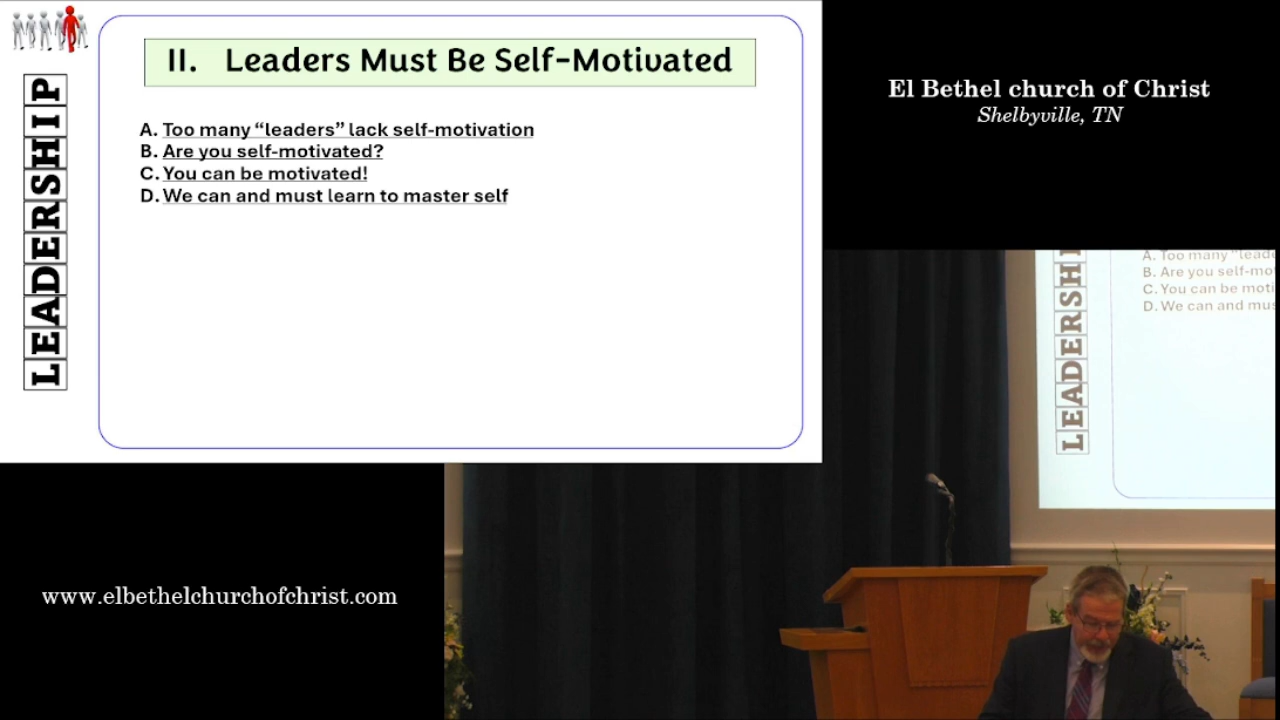 LEADERSHIP
II. Leaders Must Be Self-Motivated
A. Too many “leaders” lack self-motivation
B. Are you self-motivated?
C. You can be motivated!
D. We can and must learn to master self
El Bethel church of Christ
Shelbyville, TN
LEADERSHI
A. Too many "leade
B. Are you self-mo
C. You can be moti
D. We can and mus
www.elbethelchurchofchrist.com